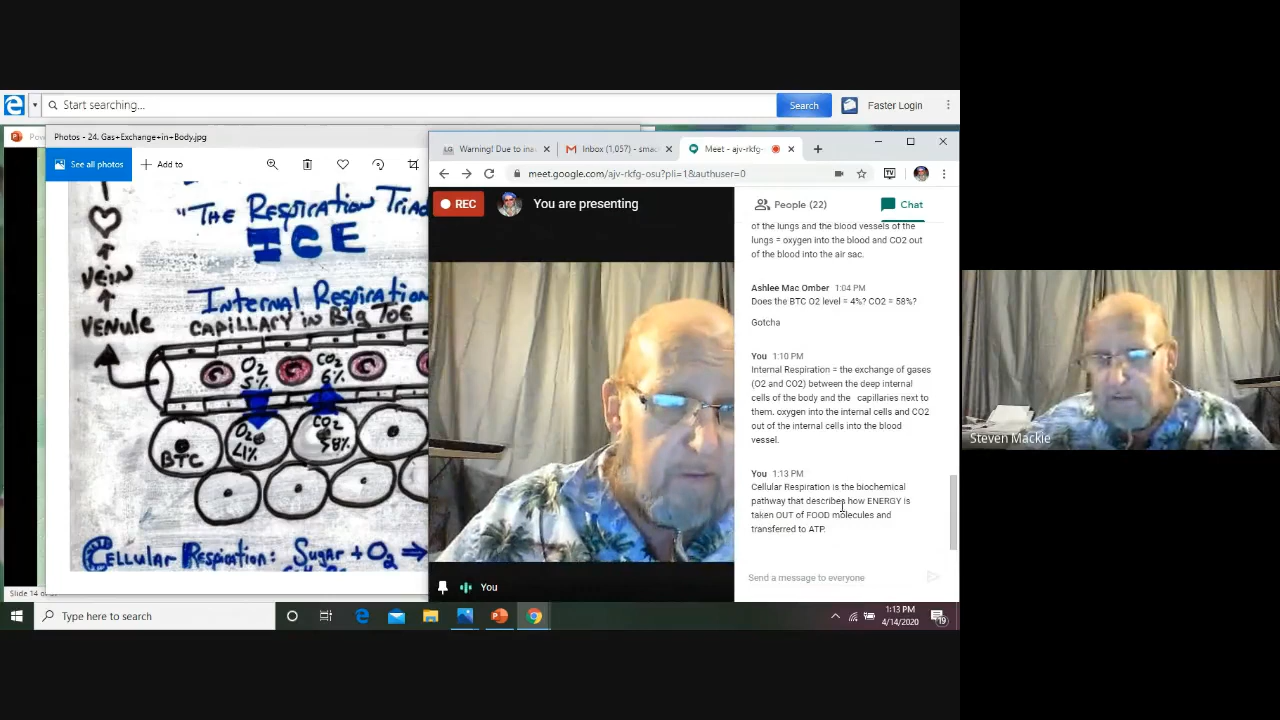 Start searching...
Search
Faster Login
Photos - 24. Gas+Exchange+in+Body.jpg
See all photos
Add to
Warning! Due to ina
Inbox (1,057) - smac
Meet - ajv-rkfg-
meet.google.com/ajv-rkfg-osu?pli=1&authuser=0
TV
REC
You are presenting
People (22)
Chat
"THE RESPIRATION TRIAD
ICE
INTERNAL RESPIRATION
CAPILLARY IN BIG TOE
VEIN
VENULE
O2
5%
CO2
6%
O2
<1%
CO2
58%
BTC
CELLULAR RESPIRATION: SUGAR + O2 ⇒
of the lungs and the blood vessels of the
lungs = oxygen into the blood and CO2 out
of the blood into the air sac.
Ashlee Mac Omber 1:04 PM
Does the BTC O2 level = 4%? CO2 = 58%?
Gotcha
You 1:10 PM
Internal Respiration = the exchange of gases
(O2 and CO2) between the deep internal
cells of the body and the capillaries next to
them. oxygen into the internal cells and CO2
out of the internal cells into the blood
vessel.
You 1:13 PM
Cellular Respiration is the biochemical
pathway that describes how ENERGY is
taken OUT of FOOD molecules and
transferred to ATP.
Send a message to everyone
You
Steven Mackie
Slide 14 of
Type here to search
1:13 PM
4/14/2020
19